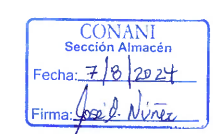 CONANI
Sección Almacén
Fecha: 7/8/2024
Firma: José D. Núñez